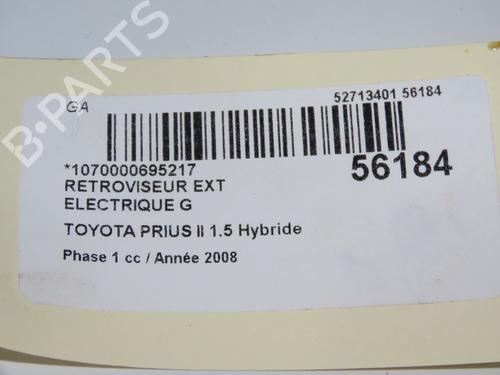 B-PARTS
GA
52713401 56184
*1070000695217
56184
RETROVISEUR EXT
ELECTRIQUE G
TOYOTA PRIUS II 1.5 Hybride
Phase 1 cc / Année 2008